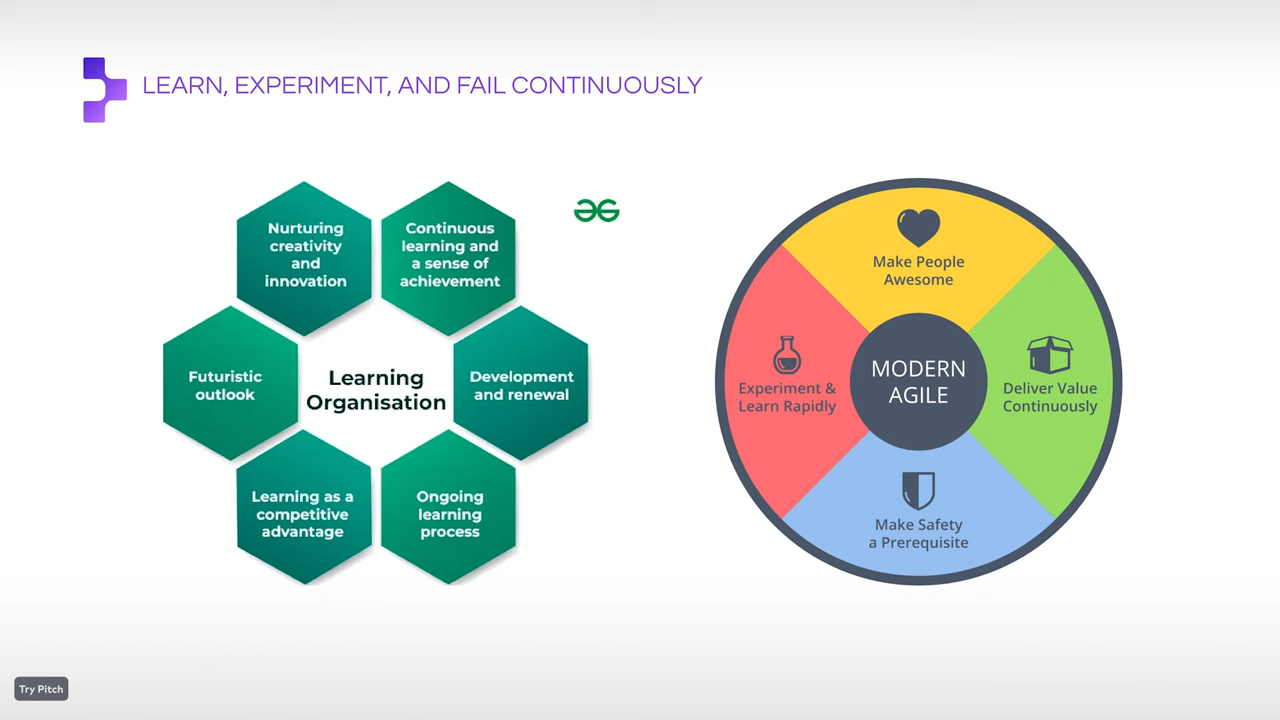 LEARN, EXPERIMENT, AND FAIL CONTINUOUSLY
Nurturing
creativity
and
innovation
Continuous
learning and
a sense of
achievement
Futuristic
outlook
Learning
Organisation
Development
and renewal
Learning as a
competitive
advantage
Ongoing
learning
process
Make People
Awesome
Experiment &
Learn Rapidly
MODERN
AGILE
Deliver Value
Continuously
Make Safety
a Prerequisite
Try Pitch